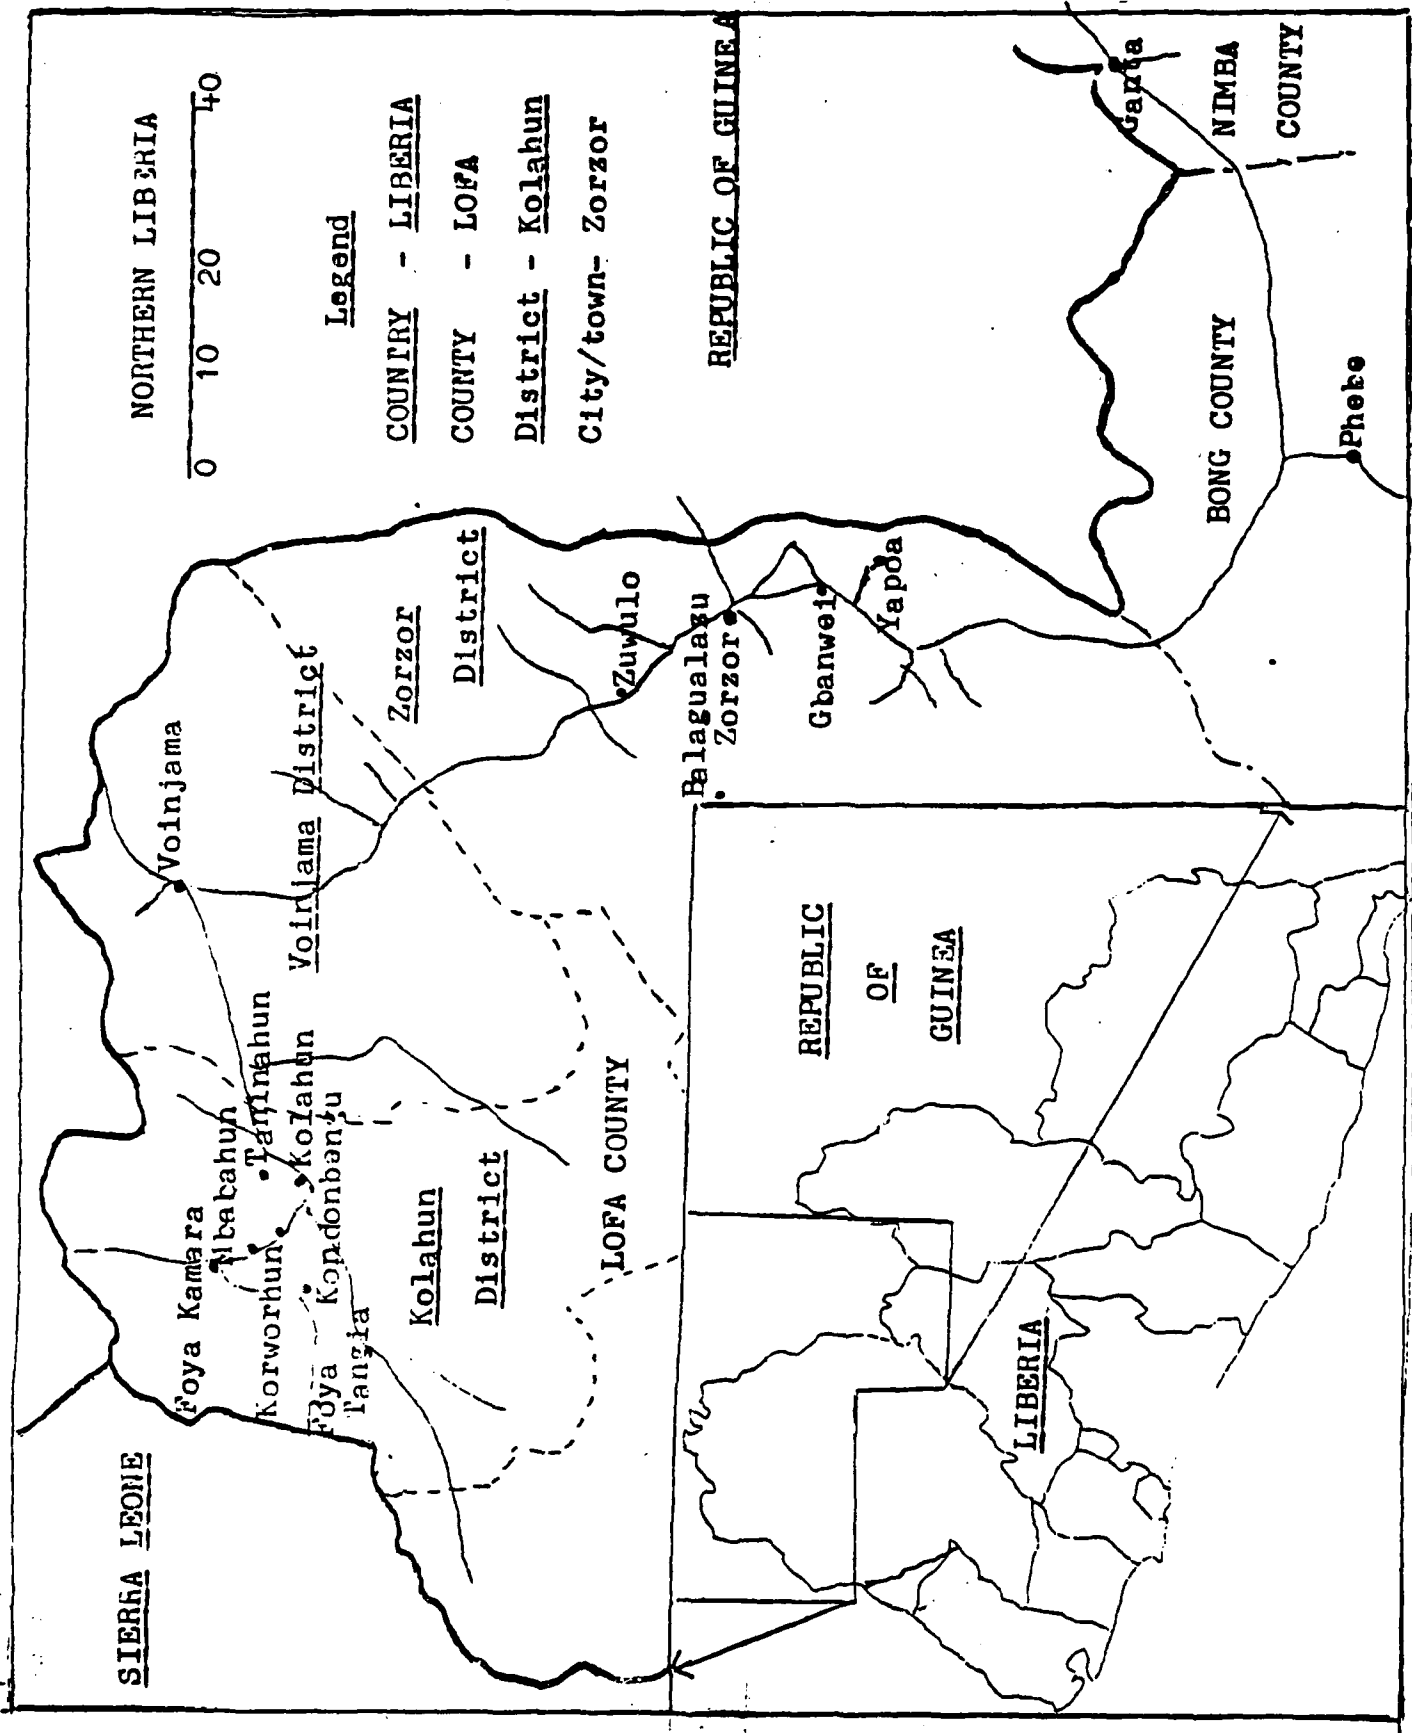 NORTHERN LIBERIA
0 10 20 40
Legend
COUNTRY - LIBERIA
COUNTY - LOFA
District - Kolahun
City/town- Zorzor
SIERRA LEONE
REPUBLIC OF GUINEA
Voinjama
Foya Kamara
Mbabahun
Taninahun
Korworhun
Kolahun
Foya Kondonbengu
Tangia
Voinjama District
Zorzor
District
Kolahun
District
LOFA COUNTY
Zuwulo
Balagualazu
Zorzor
Gbanwei
Yapoa
Ganta
NIMBA
COUNTY
BONG COUNTY
Phebe
REPUBLIC
OF
GUINEA
LIBERIA